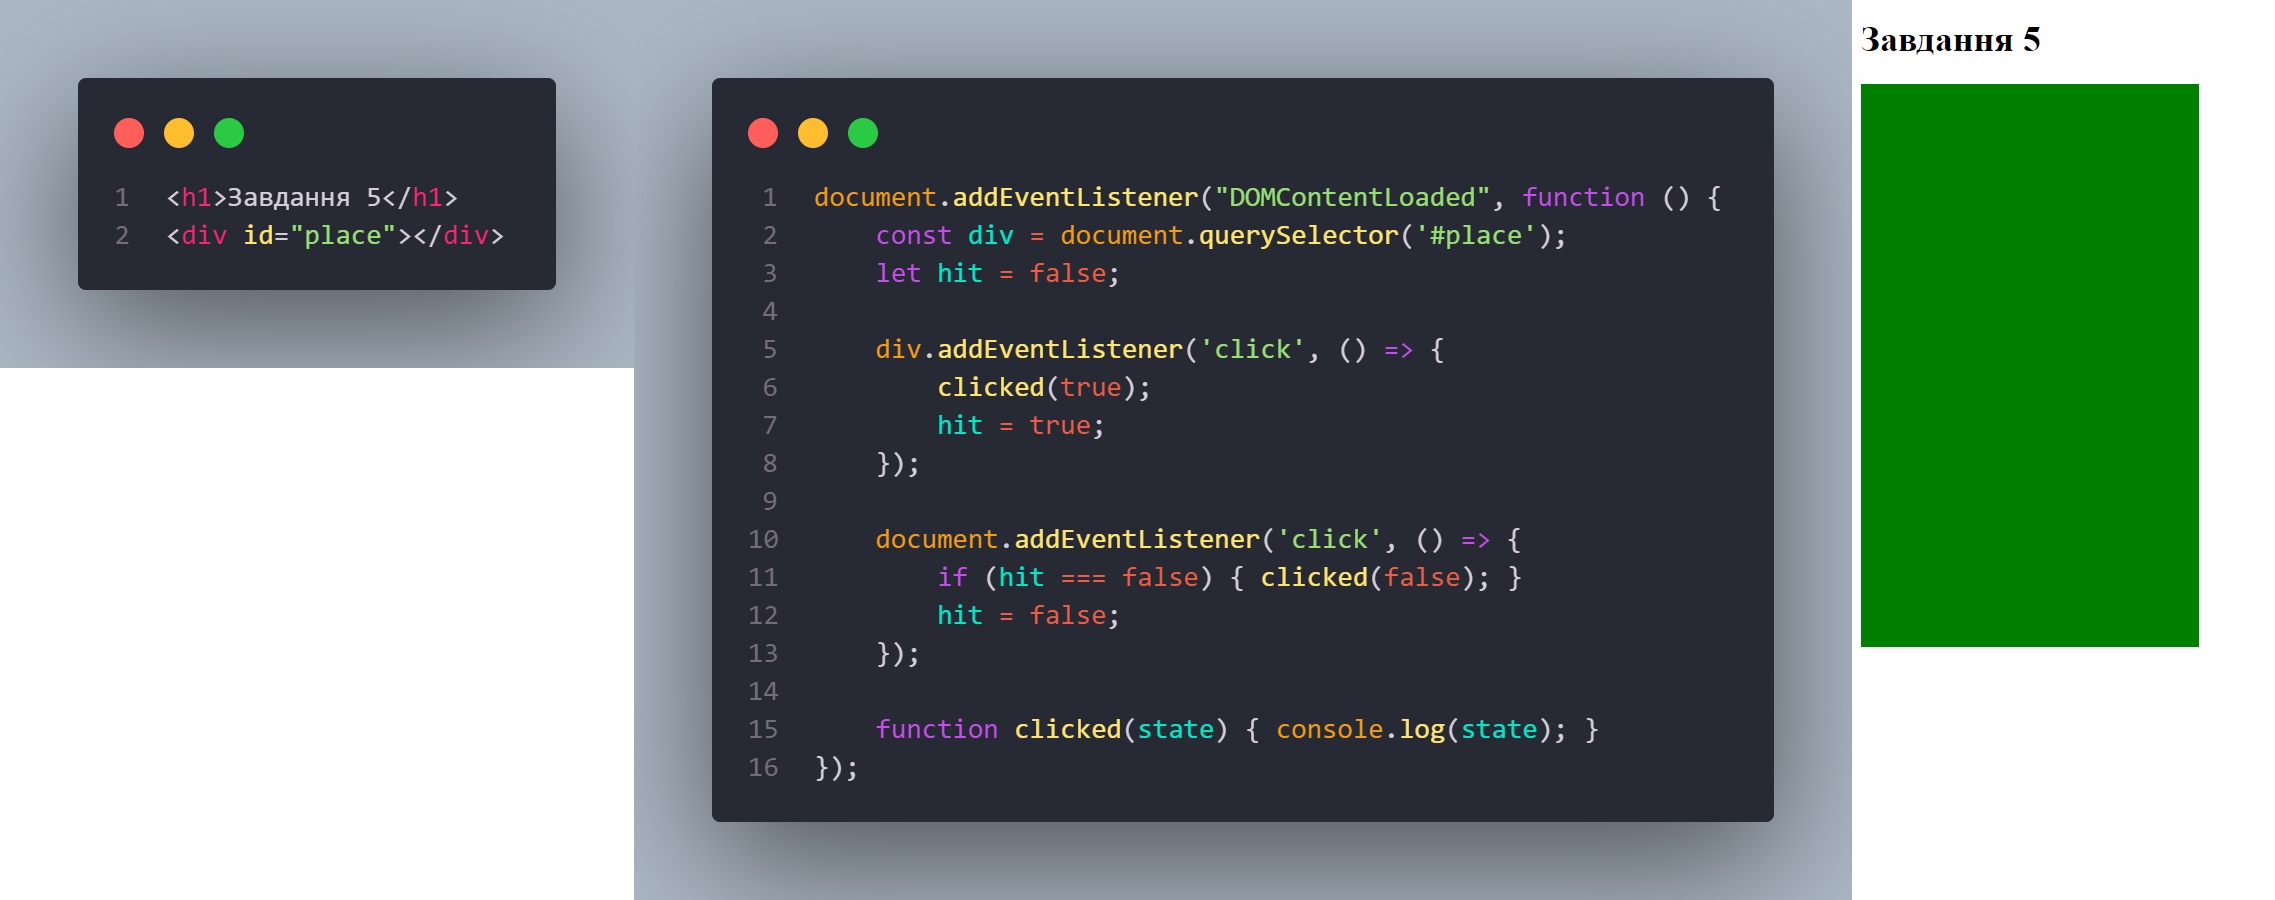 1 <h1>Завдання 5</h1>
2 <div id="place"></div>
1 document.addEventListener("DOMContentLoaded", function () {
2     const div = document.querySelector('#place');
3     let hit = false;
4
5     div.addEventListener('click', () => {
6         clicked(true);
7         hit = true;
8     });
9
10     document.addEventListener('click', () => {
11         if (hit === false) { clicked(false); }
12         hit = false;
13     });
14
15     function clicked(state) { console.log(state); }
16 });
Завдання 5